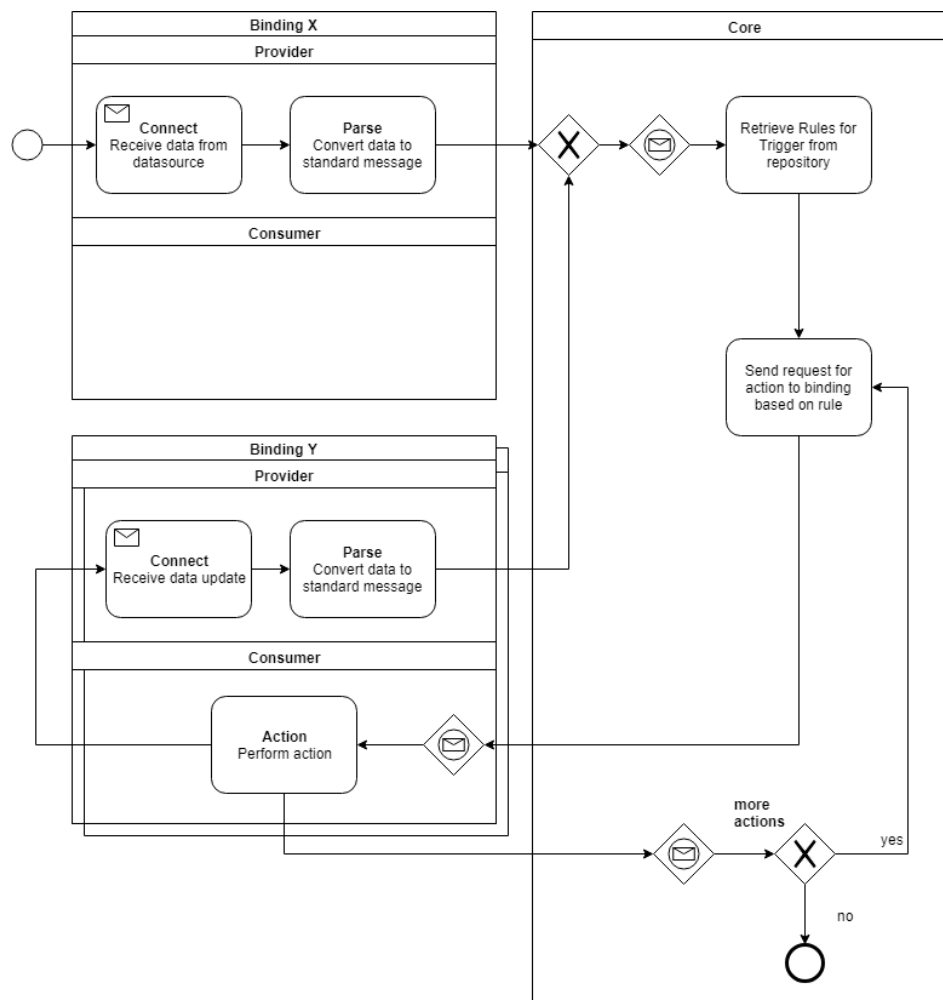 Binding X
Provider
Connect
Receive data from
datasource
Parse
Convert data to
standard message
Consumer
Core
Retrieve Rules for
Trigger from
repository
Send request for
action to binding
based on rule
Binding Y
Provider
Connect
Receive data update
Parse
Convert data to
standard message
Consumer
Action
Perform action
more
actions
yes
no